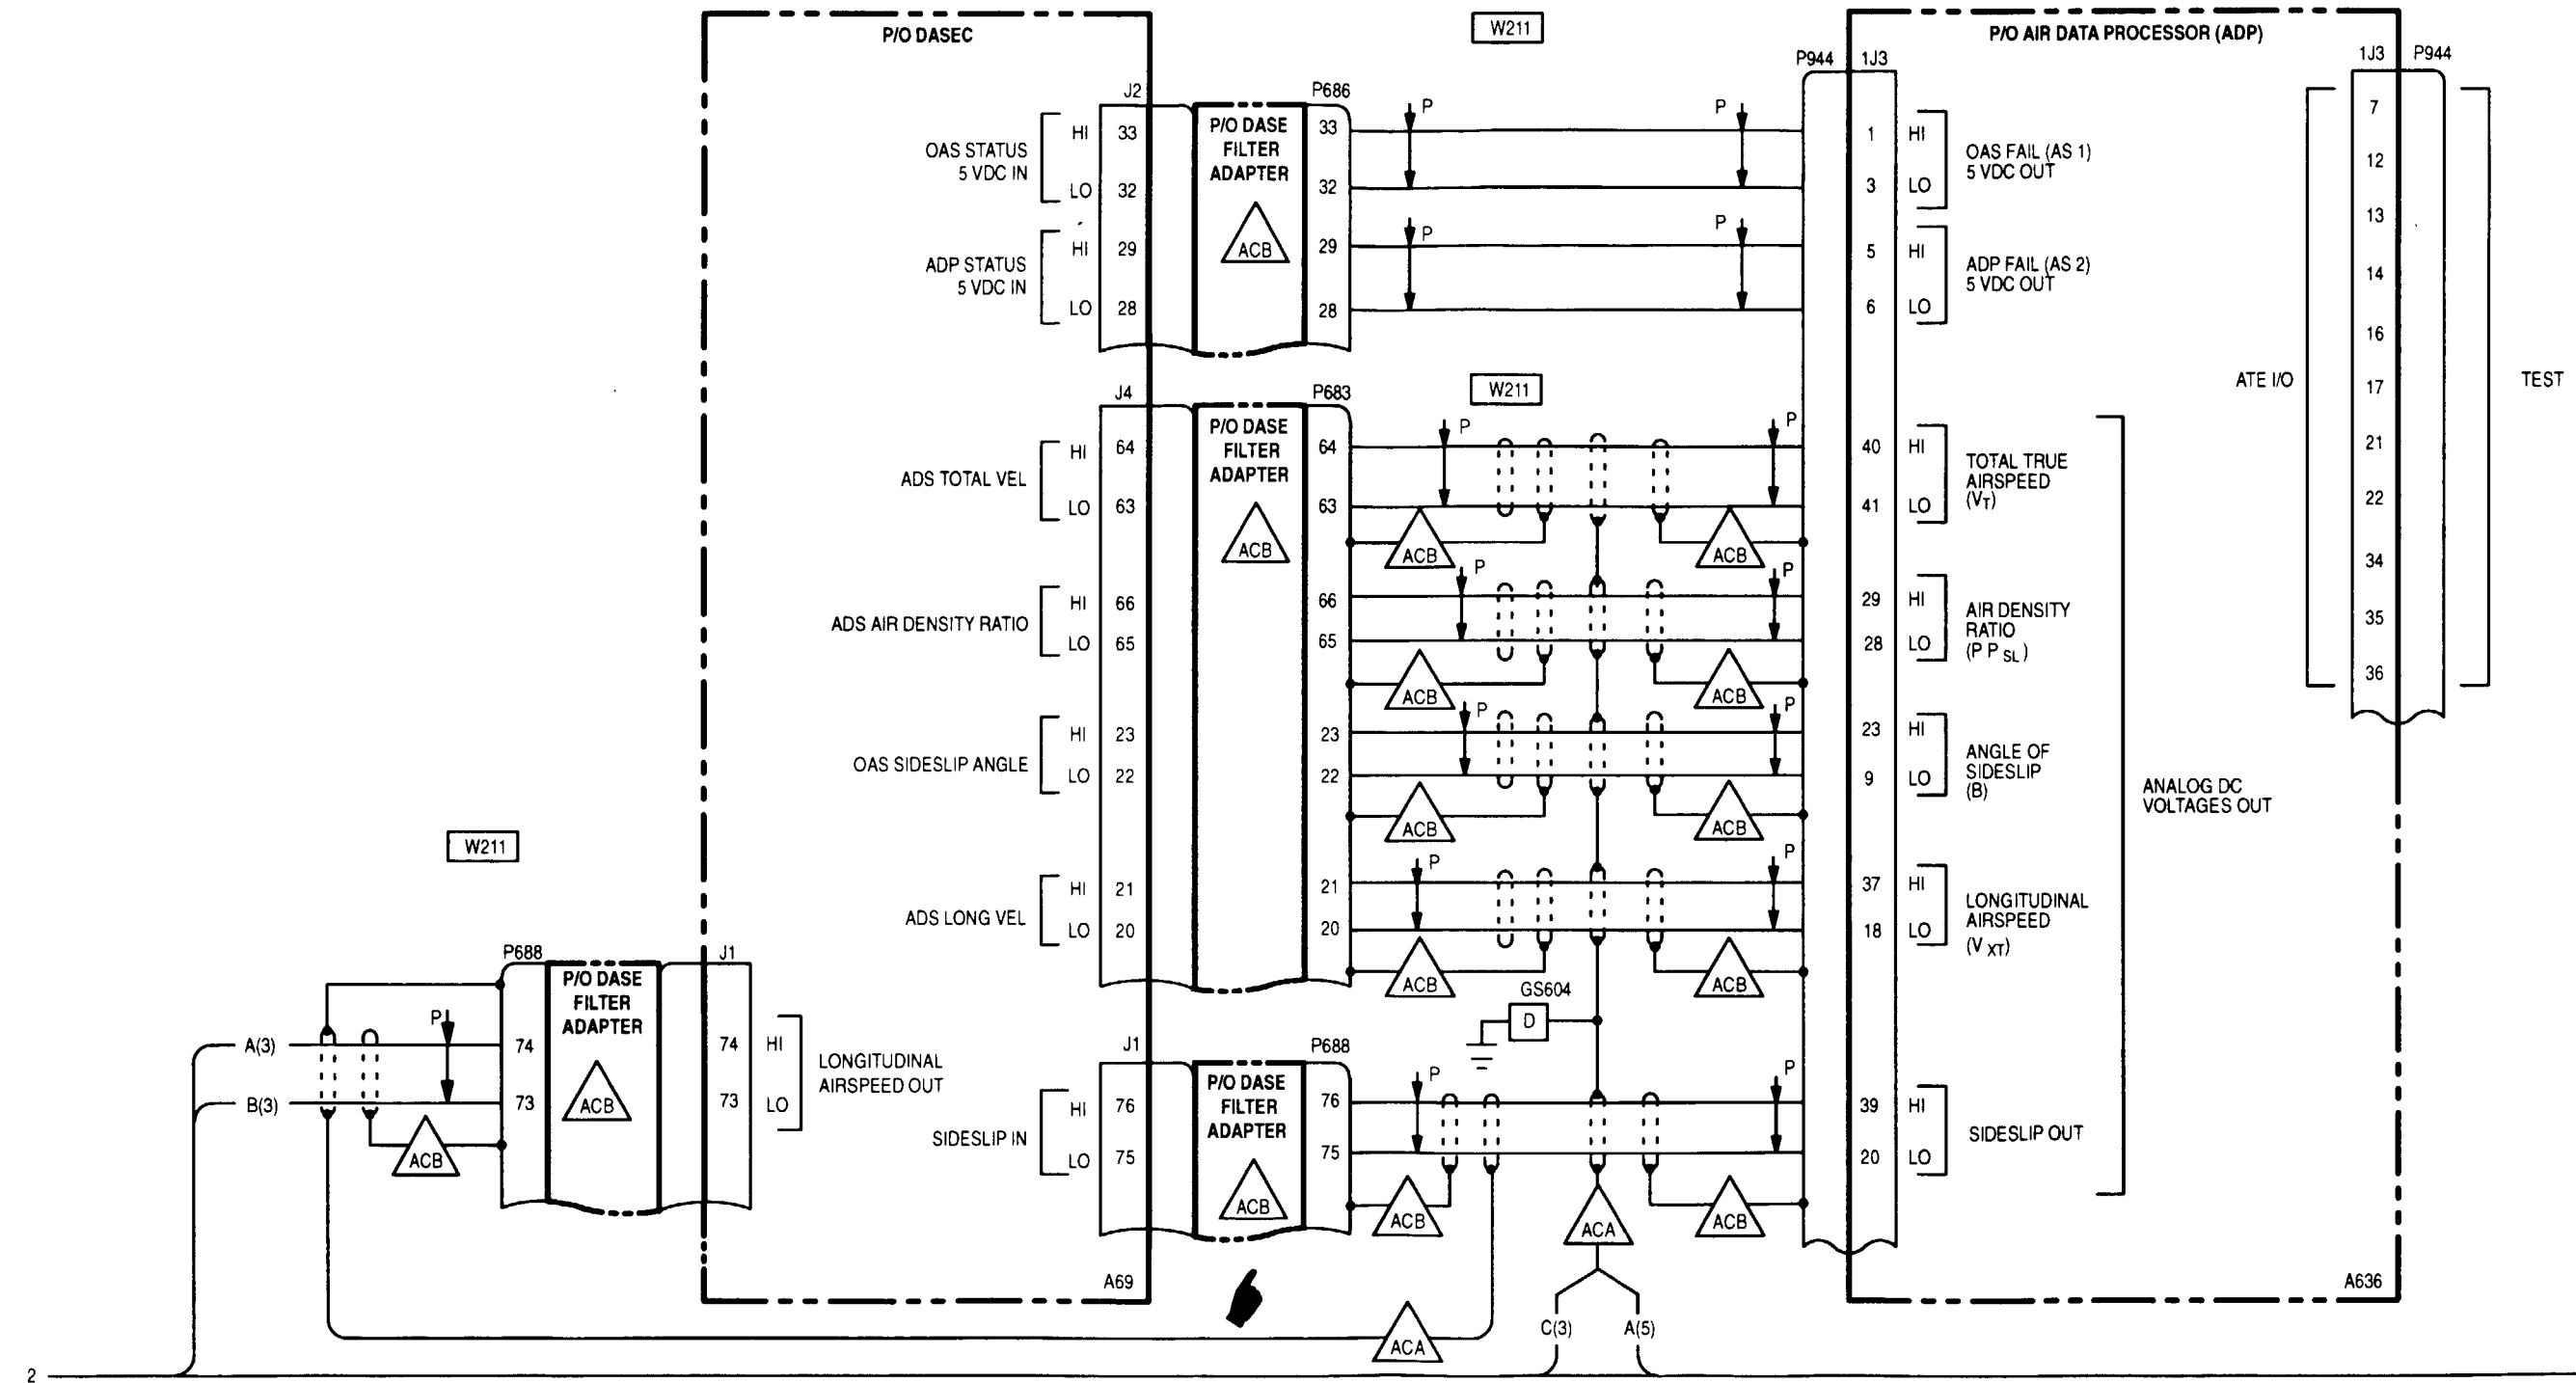 P/O DASEC
W211
P/O AIR DATA PROCESSOR (ADP)
P944
1J3
1J3
P944
J2
P686
OAS STATUS
5 VDC IN
HI
33
LO
32
P/O DASE
FILTER
ADAPTER
ACB
33
32
P
P
1
HI
3
LO
OAS FAIL (AS 1)
5 VDC OUT
ADP STATUS
5 VDC IN
HI
29
LO
28
29
28
P
P
5
HI
6
LO
ADP FAIL (AS 2)
5 VDC OUT
ATE I/O
7
12
13
14
16
17
21
22
34
35
36
TEST
J4
P683
W211
P/O DASE
FILTER
ADAPTER
ACB
ADS TOTAL VEL
HI
64
LO
63
64
63
P
P
ACB
ACB
40
HI
41
LO
TOTAL TRUE
AIRSPEED
(VT)
ADS AIR DENSITY RATIO
HI
66
LO
65
66
65
P
P
ACB
ACB
29
HI
28
LO
AIR DENSITY
RATIO
(P P SL )
OAS SIDESLIP ANGLE
HI
23
LO
22
23
22
P
P
ACB
ACB
23
HI
9
LO
ANGLE OF
SIDESLIP
(B)
ANALOG DC
VOLTAGES OUT
ADS LONG VEL
HI
21
LO
20
21
20
P
P
ACB
ACB
37
HI
18
LO
LONGITUDINAL
AIRSPEED
(V XT)
GS604
D
W211
P688
J1
P/O DASE
FILTER
ADAPTER
ACB
A(3)
B(3)
P
ACB
74
73
74
HI
73
LO
LONGITUDINAL
AIRSPEED OUT
J1
P688
SIDESLIP IN
HI
76
LO
75
P/O DASE
FILTER
ADAPTER
ACB
76
75
P
P
ACB
ACA
ACB
39
HI
20
LO
SIDESLIP OUT
A69
A636
ACA
C(3)
A(5)
2